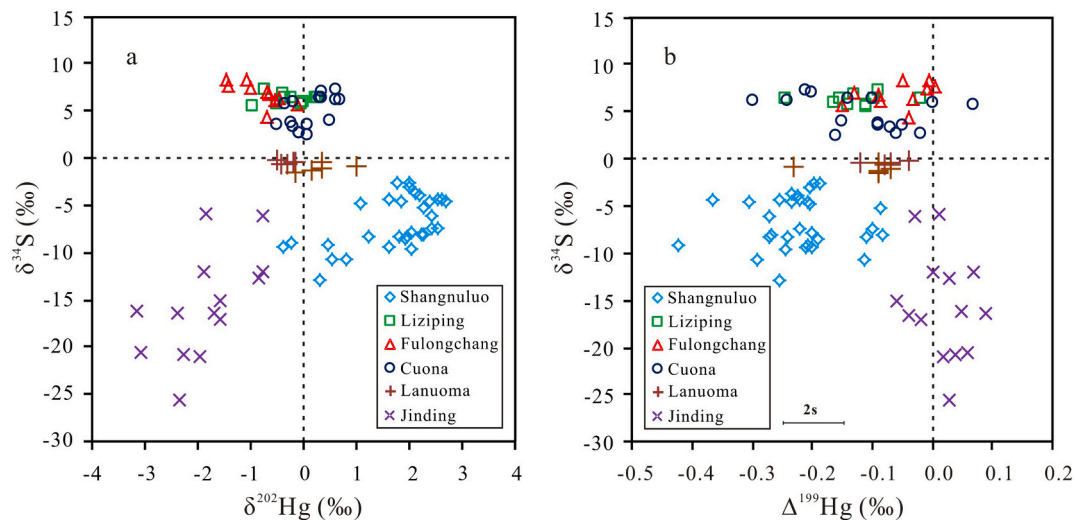 a
15
10
5
0
-5
-10
-15
-20
-25
-30
δ³⁴S (‰)
-4 -3 -2 -1 0 1 2 3 4
δ²⁰²Hg (‰)
Shangnuluo
Liziping
Fulongchang
Cuona
Lanuoma
Jinding
b
15
10
5
0
-5
-10
-15
-20
-25
-30
δ³⁴S (‰)
-0.5 -0.4 -0.3 -0.2 -0.1 0.0 0.1 0.2
Δ¹⁹⁹Hg (‰)
Shangnuluo
Liziping
Fulongchang
Cuona
Lanuoma
Jinding
2s